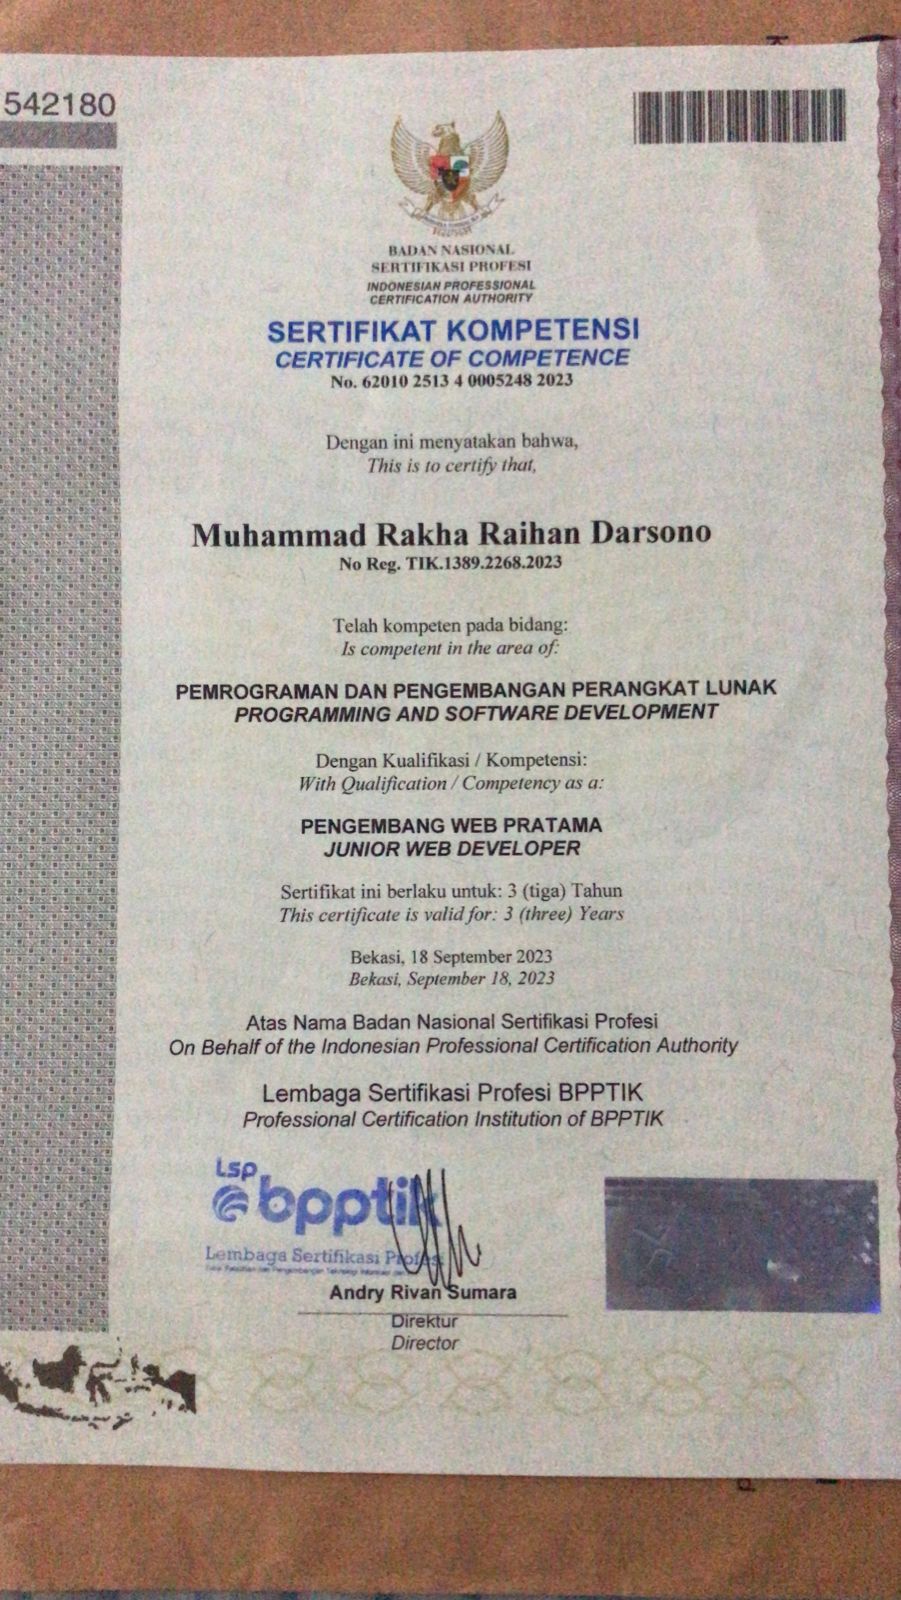 542180
BADAN NASIONAL
SERTIFIKASI PROFESI
INDONESIAN PROFESSIONAL
CERTIFICATION AUTHORITY
SERTIFIKAT KOMPETENSI
CERTIFICATE OF COMPETENCE
No. 62010 2513 4 0005248 2023
Dengan ini menyatakan bahwa,
This is to certify that,
Muhammad Rakha Raihan Darsono
No Reg. TIK.1389.2268.2023
Telah kompeten pada bidang:
Is competent in the area of:
PEMROGRAMAN DAN PENGEMBANGAN PERANGKAT LUNAK
PROGRAMMING AND SOFTWARE DEVELOPMENT
Dengan Kualifikasi / Kompetensi:
With Qualification / Competency as a:
PENGEMBANG WEB PRATAMA
JUNIOR WEB DEVELOPER
Sertifikat ini berlaku untuk: 3 (tiga) Tahun
This certificate is valid for: 3 (three) Years
Bekasi, 18 September 2023
Bekasi, September 18, 2023
Atas Nama Badan Nasional Sertifikasi Profesi
On Behalf of the Indonesian Professional Certification Authority
Lembaga Sertifikasi Profesi BPPTIK
Professional Certification Institution of BPPTIK
Lsp
bpptik
Lembaga Sertifikasi Profesi
Andry Rivan Sumara
Direktur
Director